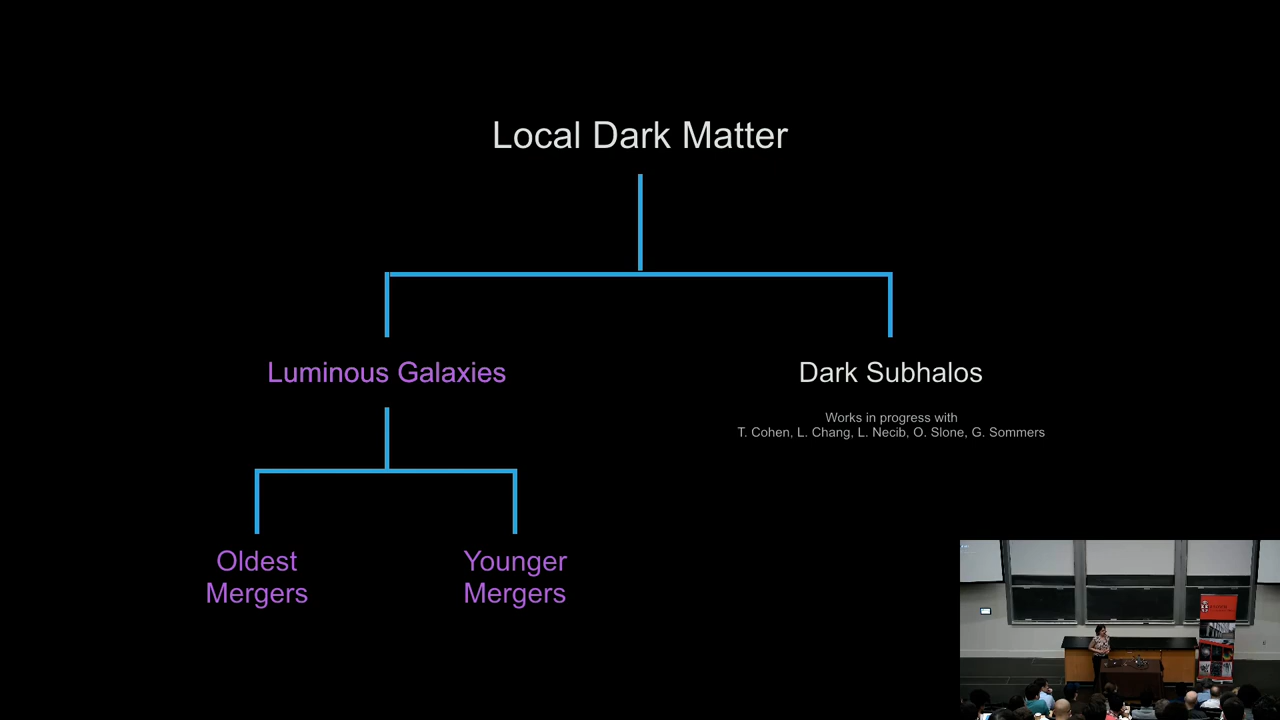 Local Dark Matter
Luminous Galaxies
Dark Subhalos
Works in progress with
T. Cohen, L. Chang, L. Necib, O. Slone, G. Sommers
Oldest
Mergers
Younger
Mergers